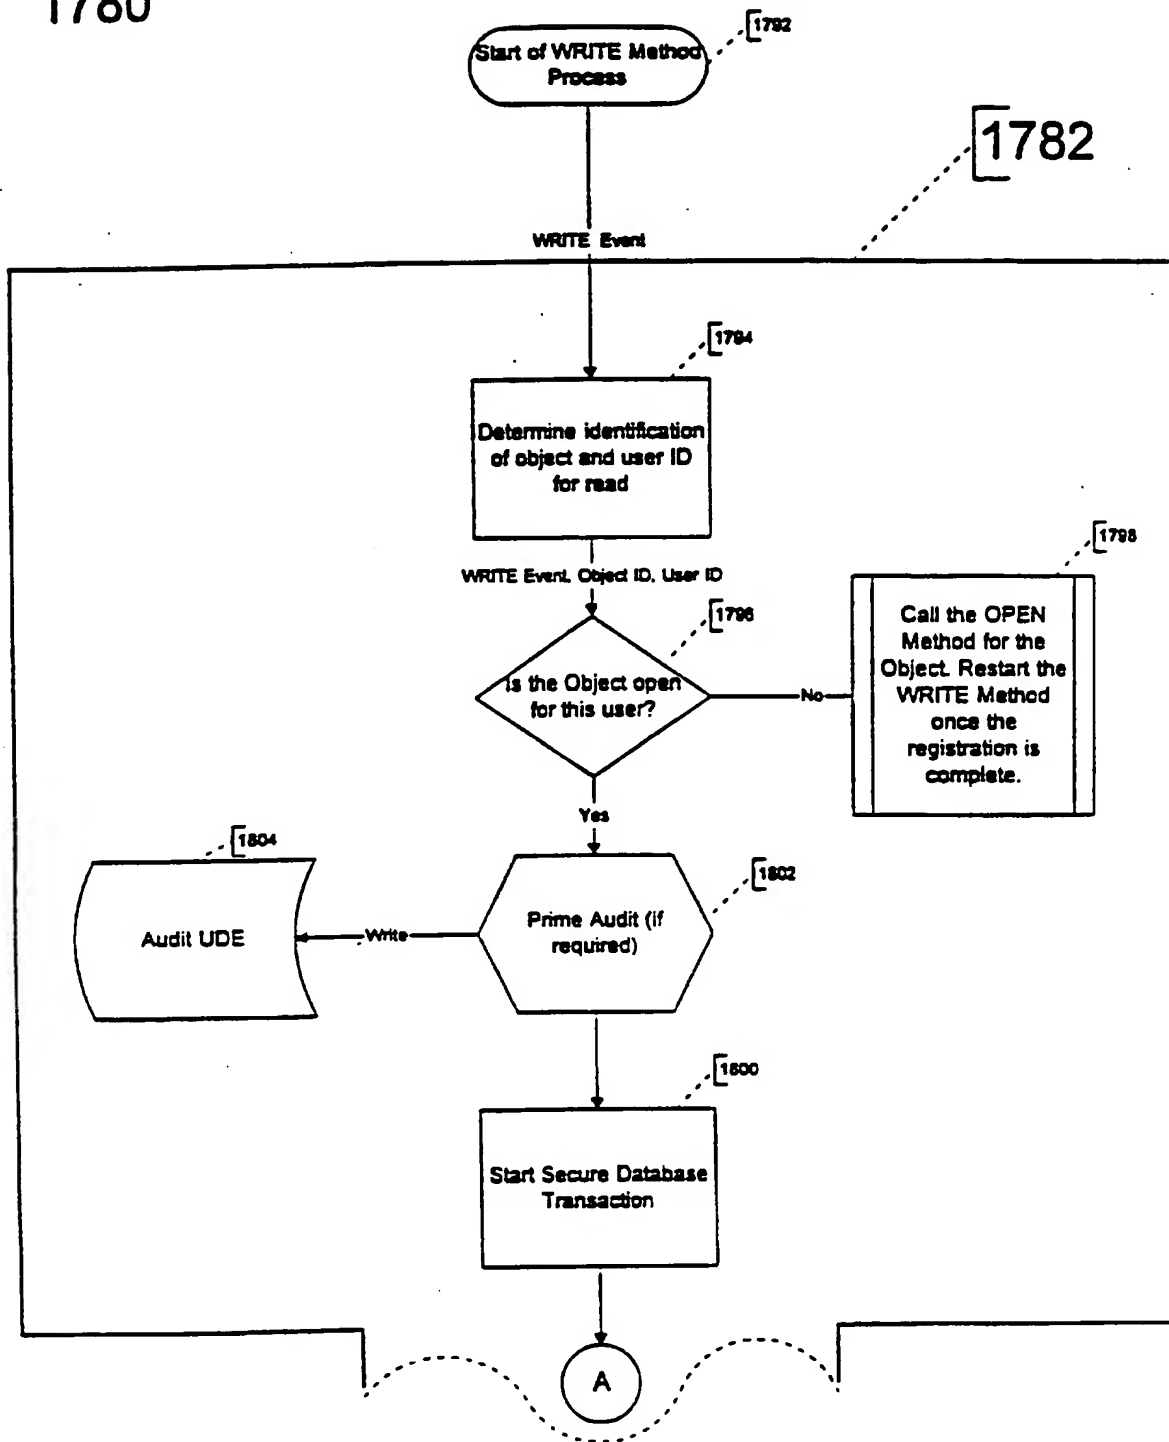 1780
1792
Start of WRITE Method
Process
1782
WRITE Event
1794
Determine identification
of object and user ID
for read
WRITE Event, Object ID, User ID
1796
1798
Is the Object open
for this user?
No
Call the OPEN
Method for the
Object. Restart the
WRITE Method
once the
registration is
complete.
Yes
1804
1802
Audit UDE
Write
Prime Audit (if
required)
1800
Start Secure Database
Transaction
A